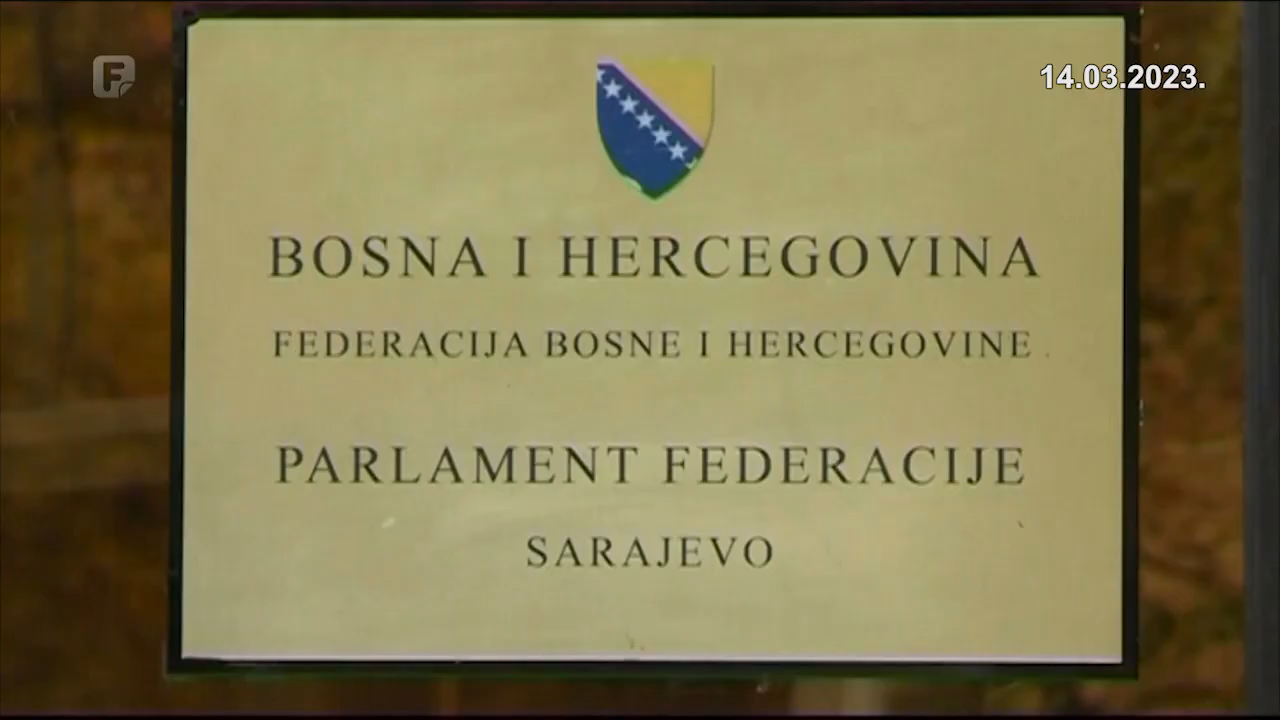 F
14.03.2023.
BOSNA I HERCEGOVINA
FEDERACIJA BOSNE I HERCEGOVINE
PARLAMENT FEDERACIJE
SARAJEVO